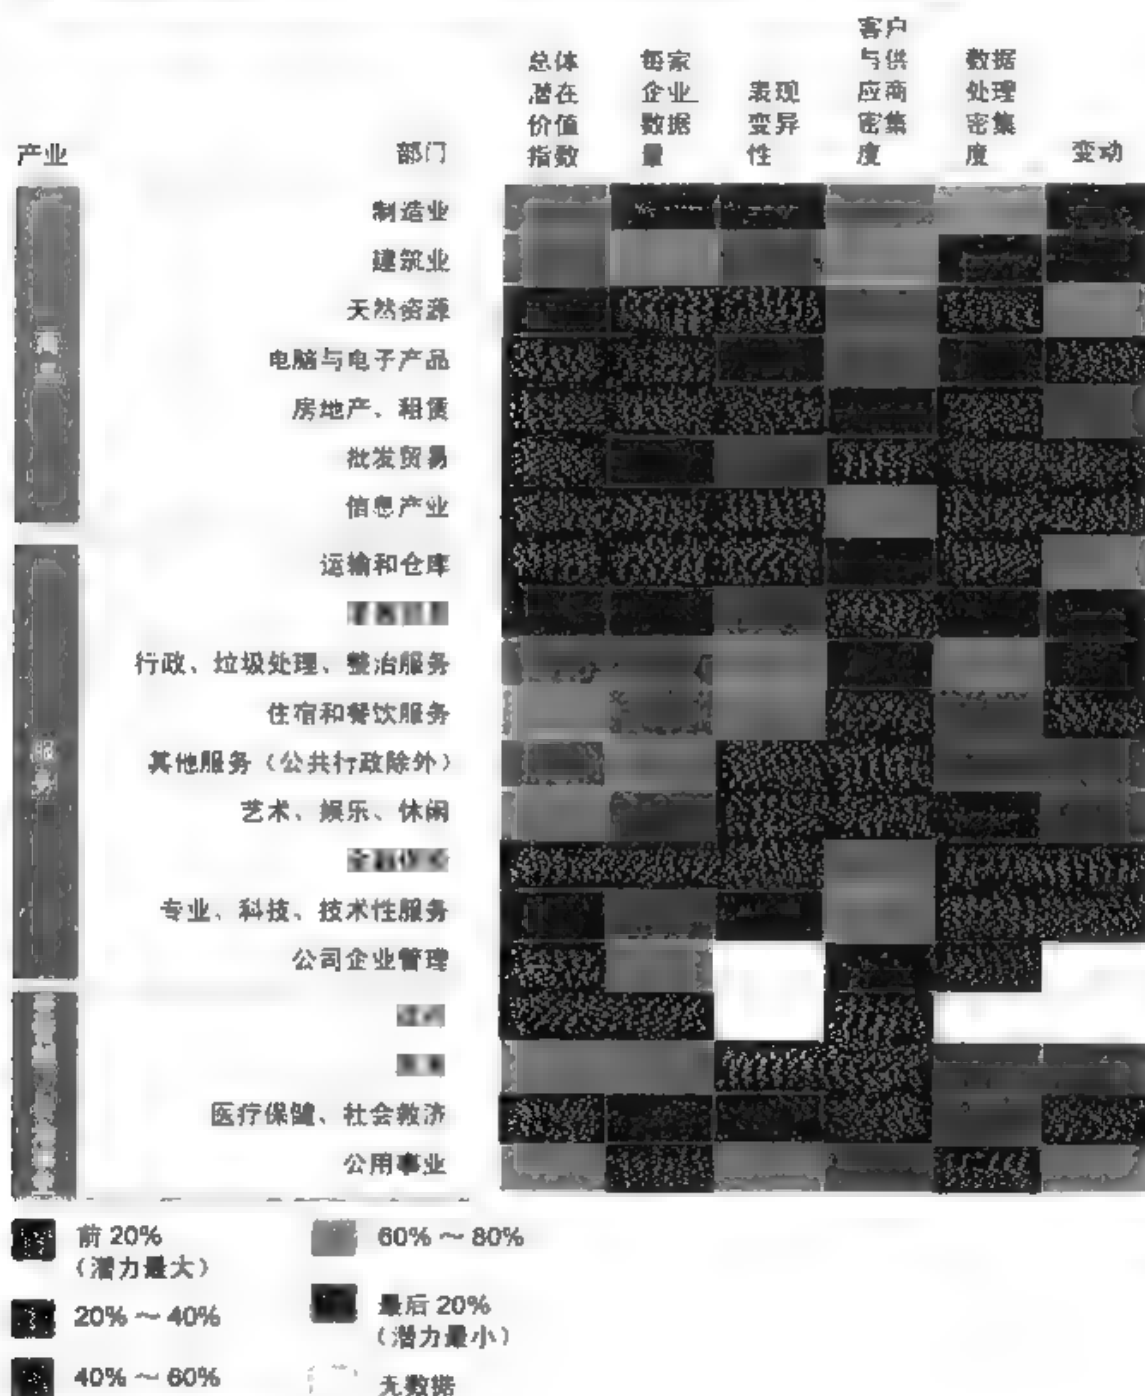 总体
潜在
价值
指数
每家
企业
数据
量
表现
变异
性
客户
与供
应商
密集
度
数据
处理
密集
度
变动
产业
部门
制造业
建筑业
天然资源
电脑与电子产品
房地产、租赁
批发贸易
信息产业
运输和仓库
行政、垃圾处理、整治服务
住宿和餐饮服务
其他服务（公共行政除外）
艺术、娱乐、休闲
专业、科技、技术性服务
公司企业管理
医疗保健、社会救济
公用事业
服
前 20%
（潜力最大）
20% ～ 40%
40% ～ 60%
60% ～ 80%
最后 20%
（潜力最小）
无数据